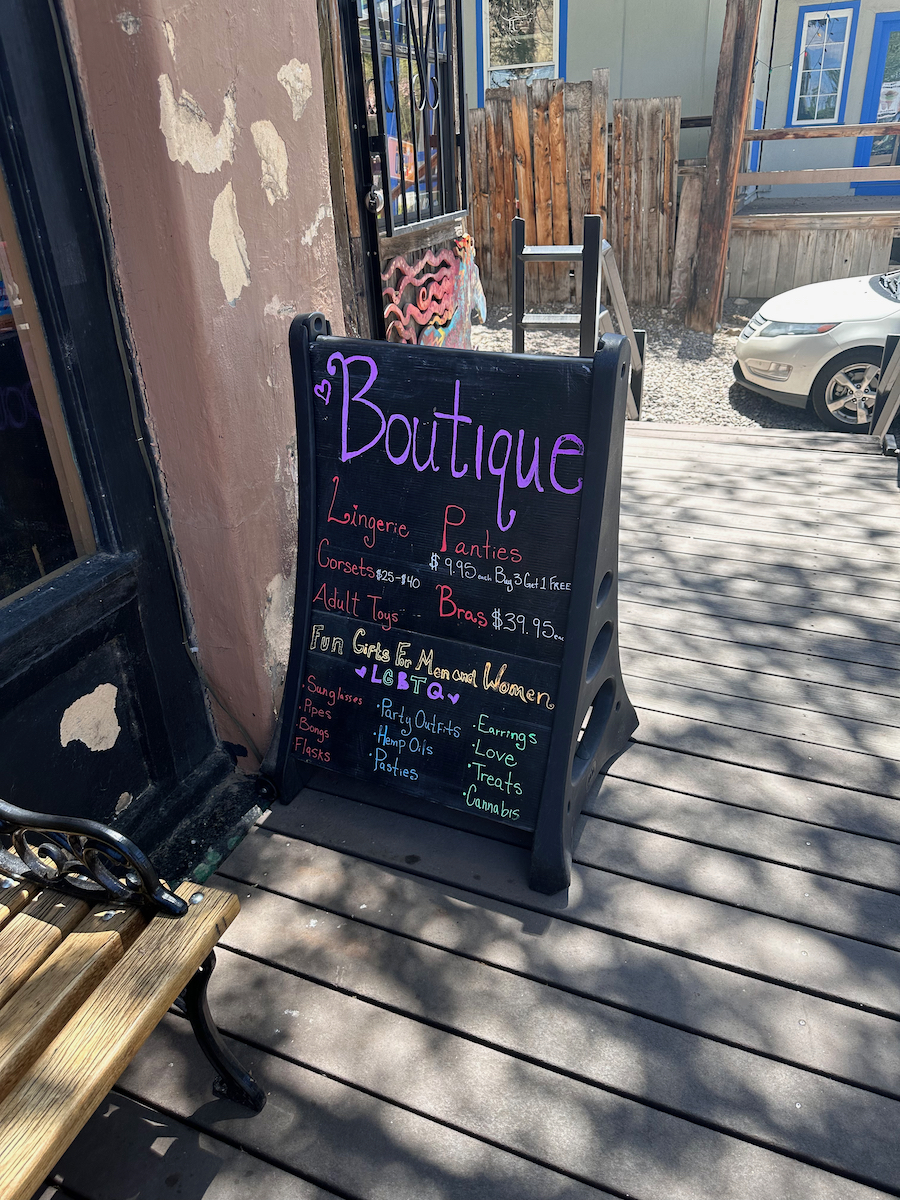 Boutique
Lingerie Panties
$9.95 each Buy 3 Get 1 FREE
Corsets $25-$40
Adult Toys Bras $39.95 ea
Fun Gifts For Men and Women
LGBTQ
· Sunglasses
· Pipes
· Bongs
Flasks
· Party Outfits
· Hemp Oils
· Pasties
· Earrings
· Love
· Treats
· Cannabis